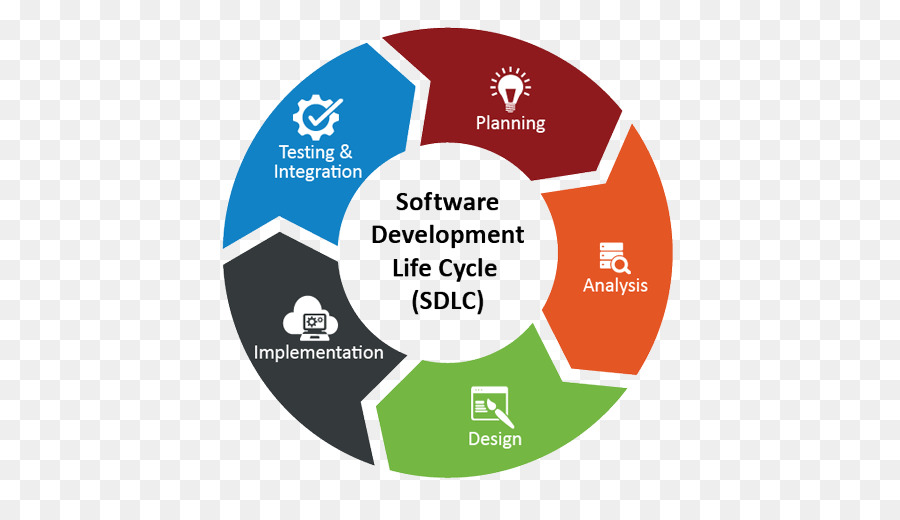 Software
Development
Life Cycle
(SDLC)
Planning
Analysis
Design
Implementation
Testing &
Integration